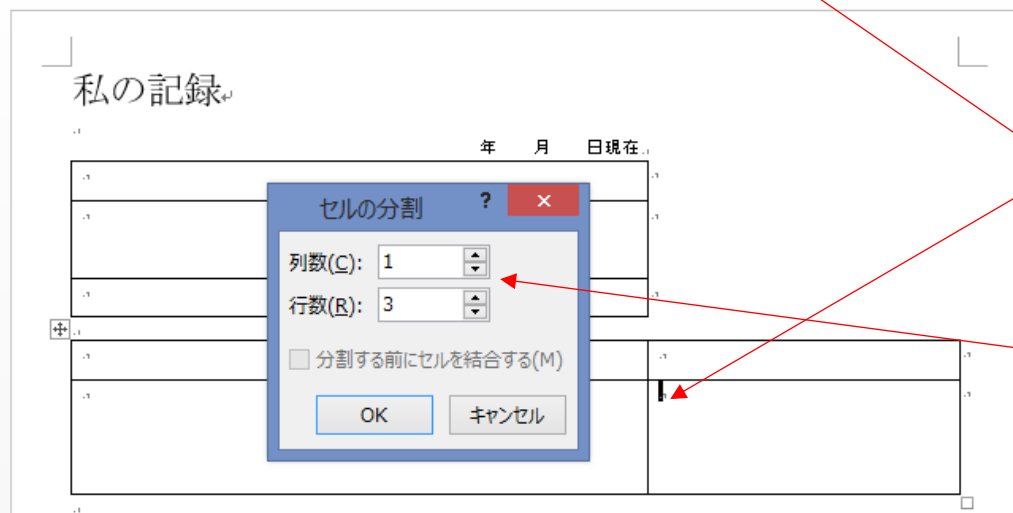 私の記録
年 月 日現在
セルの分割 ? ×
列数(C): 1
行数(R): 3
分割する前にセルを結合する(M)
OK キャンセル